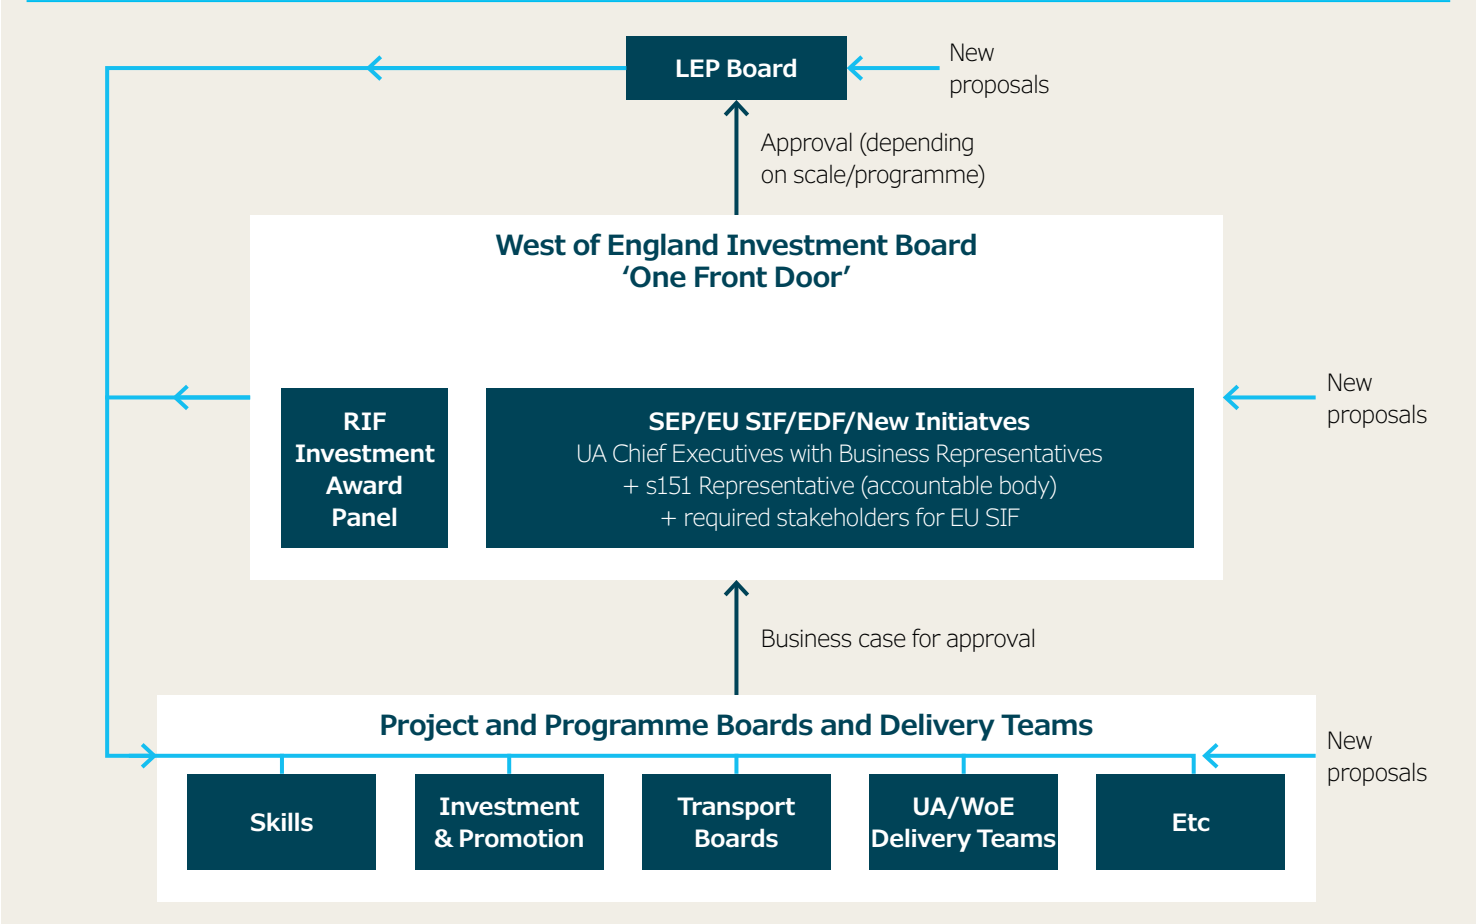 LEP Board
New
proposals
Approval (depending
on scale/programme)
West of England Investment Board
‘One Front Door’
RIF
Investment
Award
Panel
SEP/EU SIF/EDF/New Initiatves
UA Chief Executives with Business Representatives
+ s151 Representative (accountable body)
+ required stakeholders for EU SIF
New
proposals
Business case for approval
Project and Programme Boards and Delivery Teams
New
proposals
Skills
Investment
& Promotion
Transport
Boards
UA/WoE
Delivery Teams
Etc